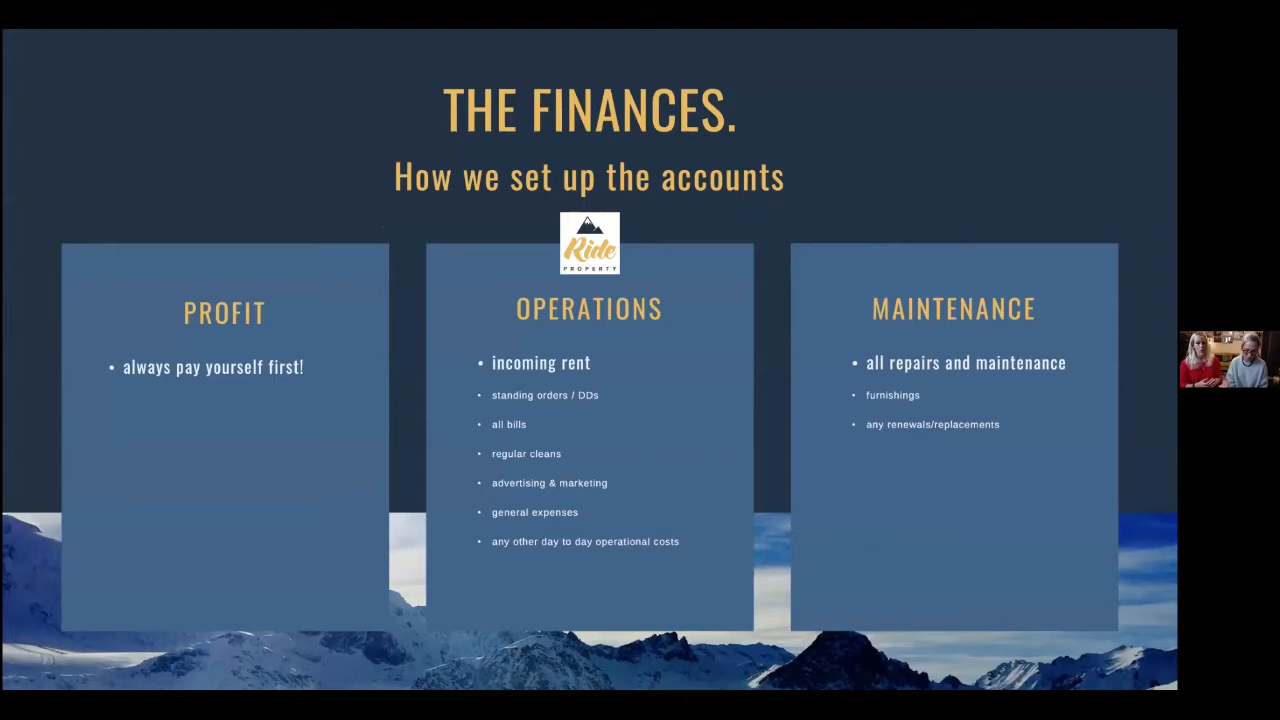 THE FINANCES.
How we set up the accounts
Ride
PROPERTY
PROFIT
• always pay yourself first!
OPERATIONS
• incoming rent
• standing orders / DDs
• all bills
• regular cleans
• advertising & marketing
• general expenses
• any other day to day operational costs
MAINTENANCE
• all repairs and maintenance
• furnishings
• any renewals/replacements